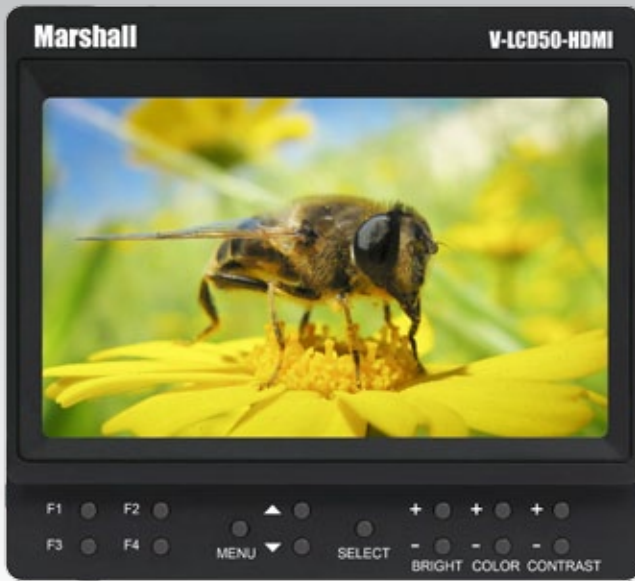 Marshall V-LCD50-HDMI
F1 F2 + + +
F3 F4 MENU SELECT - - -
BRIGHT COLOR CONTRAST